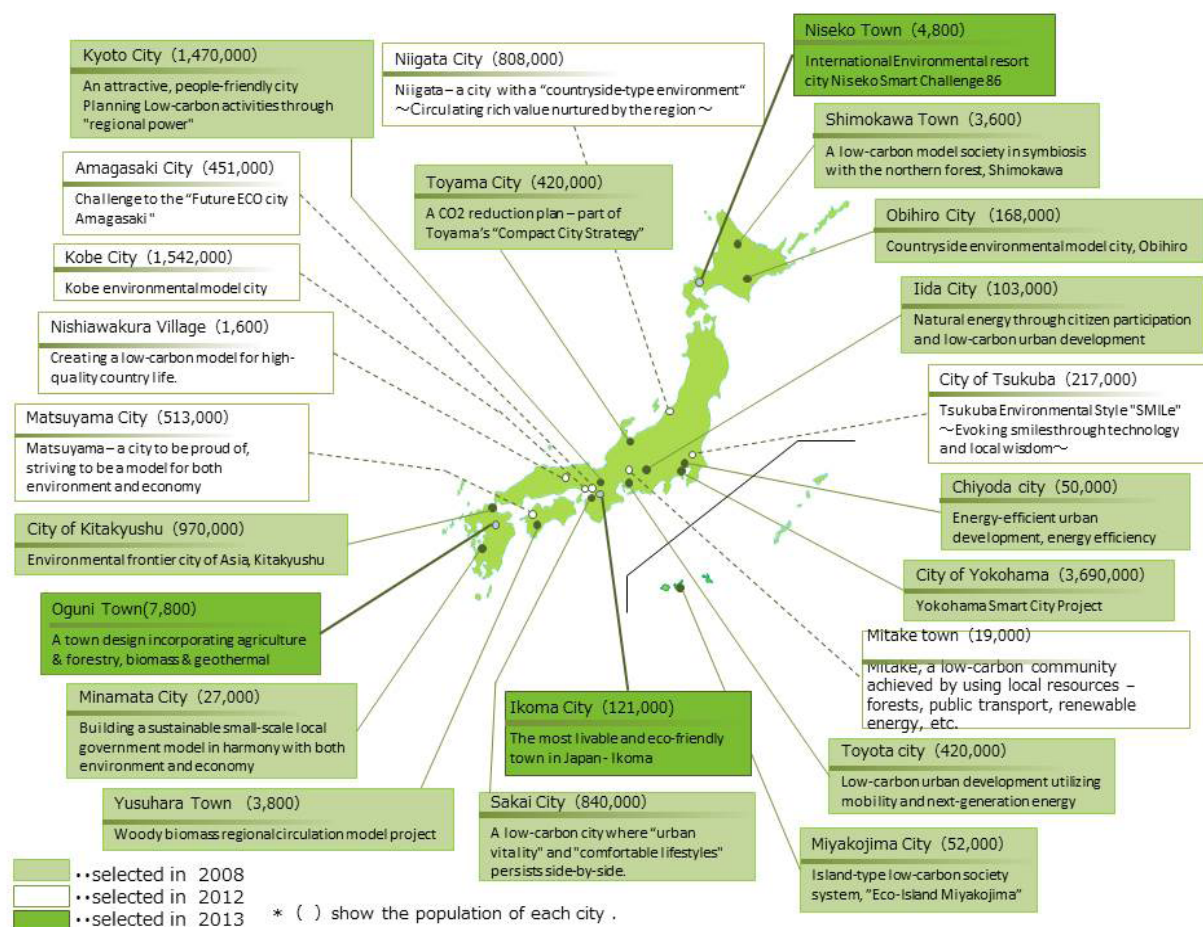 Kyoto City (1,470,000)
An attractive, people-friendly city
Planning Low-carbon activities through
"regional power"
Niigata City (808,000)
Niigata – a city with a “countryside-type environment“
～Circulating rich value nurtured by the region～
Niseko Town (4,800)
International Environmental resort
city Niseko Smart Challenge 86
Shimokawa Town (3,600)
A low-carbon model society in symbiosis
with the northern forest, Shimokawa
Amagasaki City (451,000)
Challenge to the “Future ECO city
Amagasaki "
Toyama City (420,000)
A CO2 reduction plan – part of
Toyama’s “Compact City Strategy”
Obihiro City (168,000)
Countryside environmental model city, Obihiro
Kobe City (1,542,000)
Kobe environmental model city
Iida City (103,000)
Natural energy through citizen participation
and low-carbon urban development
Nishiawakura Village (1,600)
Creating a low-carbon model for high-
quality country life.
City of Tsukuba (217,000)
Tsukuba Environmental Style "SMILe"
～Evoking smilesthrough technology
and local wisdom～
Matsuyama City (513,000)
Matsuyama – a city to be proud of,
striving to be a model for both
environment and economy
Chiyoda city (50,000)
Energy-efficient urban
development, energy efficiency
City of Kitakyushu (970,000)
Environmental frontier city of Asia, Kitakyushu
City of Yokohama (3,690,000)
Yokohama Smart City Project
Oguni Town(7,800)
A town design incorporating agriculture
& forestry, biomass & geothermal
Mitake town (19,000)
Mitake, a low-carbon community
achieved by using local resources –
forests, public transport, renewable
energy, etc.
Minamata City (27,000)
Building a sustainable small-scale local
government model in harmony with both
environment and economy
Ikoma City (121,000)
The most livable and eco-friendly
town in Japan - Ikoma
Toyota city (420,000)
Low-carbon urban development utilizing
mobility and next-generation energy
Yusuhara Town (3,800)
Woody biomass regional circulation model project
Sakai City (840,000)
A low-carbon city where “urban
vitality" and "comfortable lifestyles"
persists side-by-side.
Miyakojima City (52,000)
Island-type low-carbon society
system, ”Eco-Island Miyakojima”
··selected in 2008
··selected in 2012
··selected in 2013
* ( ) show the population of each city .